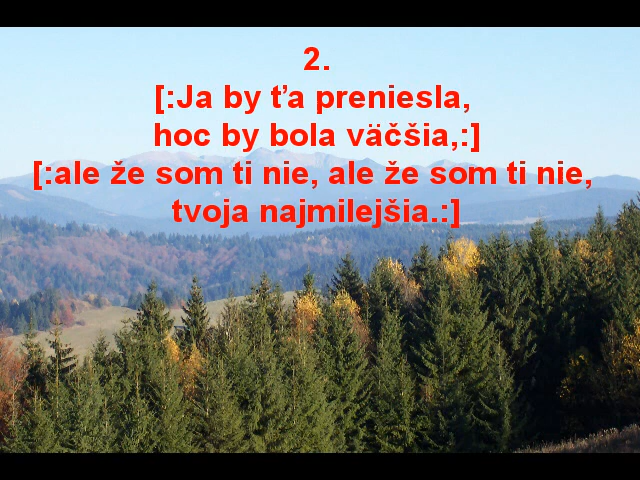 2.
[:Ja by ťa preniesla,
hoc by bola väčšia,:]
[:ale že som ti nie, ale že som ti nie,
tvoja najmilejšia.:]